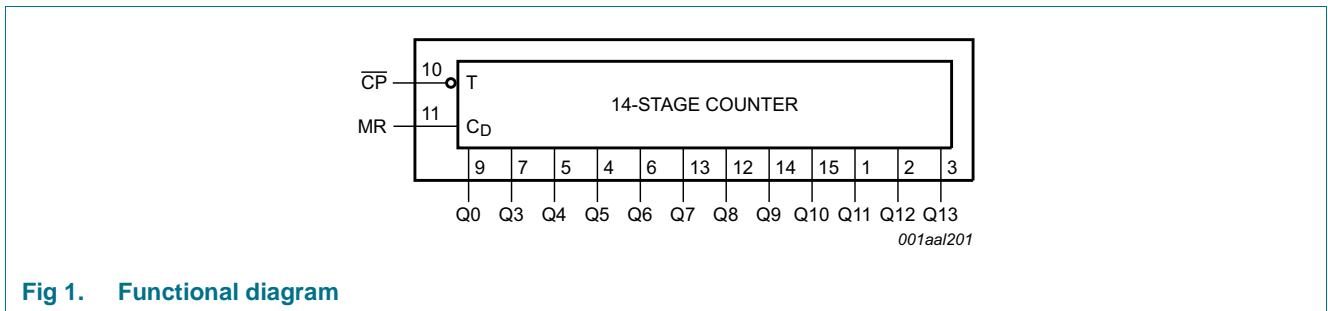 CP 10 T
14-STAGE COUNTER
MR 11 CD
9 7 5 4 6 13 12 14 15 1 2 3
Q0 Q3 Q4 Q5 Q6 Q7 Q8 Q9 Q10 Q11 Q12 Q13
001aal201
Fig 1. Functional diagram